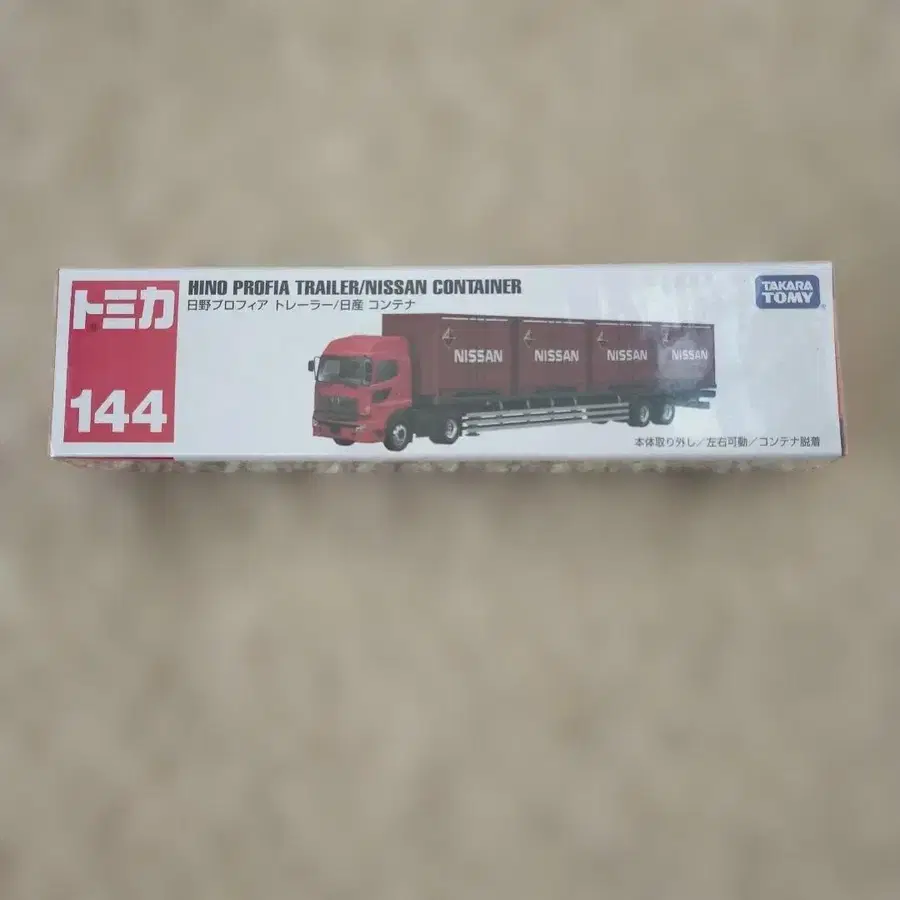 トミカ
144
HINO PROFIA TRAILER/NISSAN CONTAINER
日野プロフィア トレーラー/日産 コンテナ
TAKARA
TOMY
NISSAN
NISSAN
NISSAN
NISSAN
本体取り外し/左右可動/コンテナ脱着